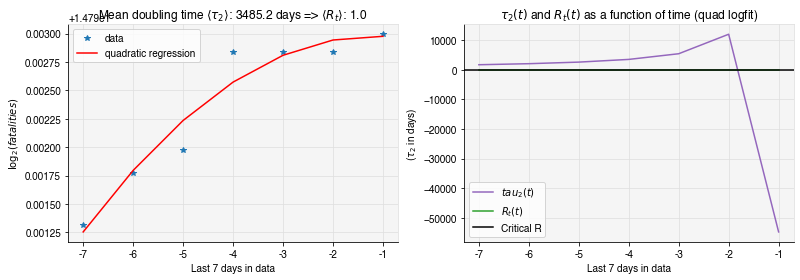 Mean doubling time ⟨τ₂⟩: 3485.2 days => ⟨Rₜ⟩: 1.0
0.00300
0.00275
0.00250
0.00225
0.00200
0.00175
0.00150
0.00125
log₂(fatalities)
data
quadratic regression
-7 -6 -5 -4 -3 -2 -1
Last 7 days in data
τ₂(t) and Rₜ(t) as a function of time (quad logfit)
10000
0
-10000
-20000
-30000
-40000
-50000
(τ₂ in days)
tau₂(t)
Rₜ(t)
Critical R
-7 -6 -5 -4 -3 -2 -1
Last 7 days in data